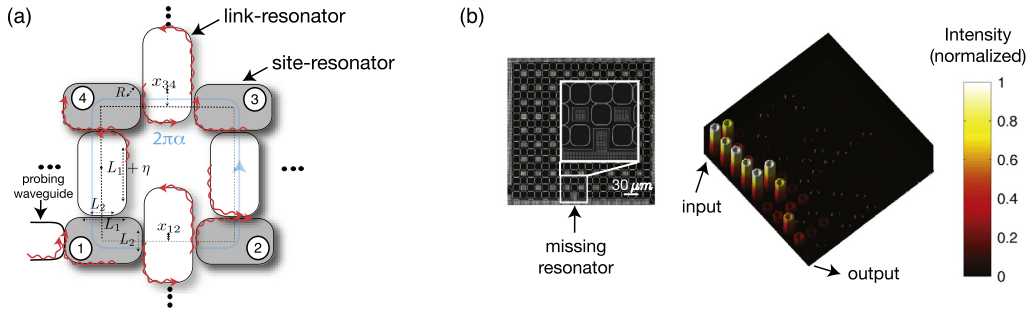 (a)
link-resonator
site-resonator
x₃₄
R
4
3
2πα
L₁ + η
probing
waveguide
L₂
L₁
L₂
x₁₂
1
2
(b)
30 μm
missing
resonator
input
output
Intensity
(normalized)
1
0.8
0.6
0.4
0.2
0